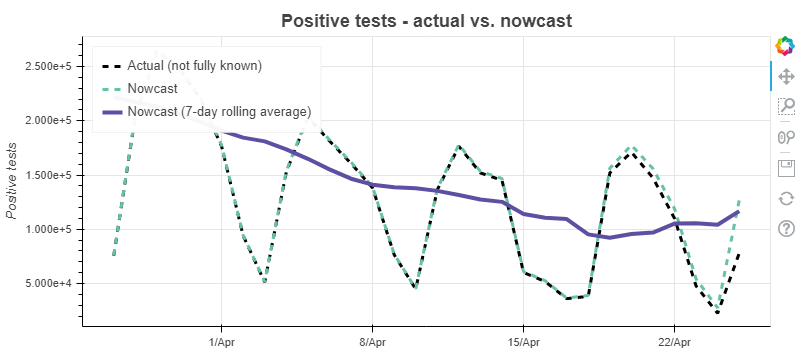 Positive tests - actual vs. nowcast
Actual (not fully known)
Nowcast
Nowcast (7-day rolling average)
Positive tests
2.500e+5
2.000e+5
1.500e+5
1.000e+5
5.000e+4
1/Apr
8/Apr
15/Apr
22/Apr